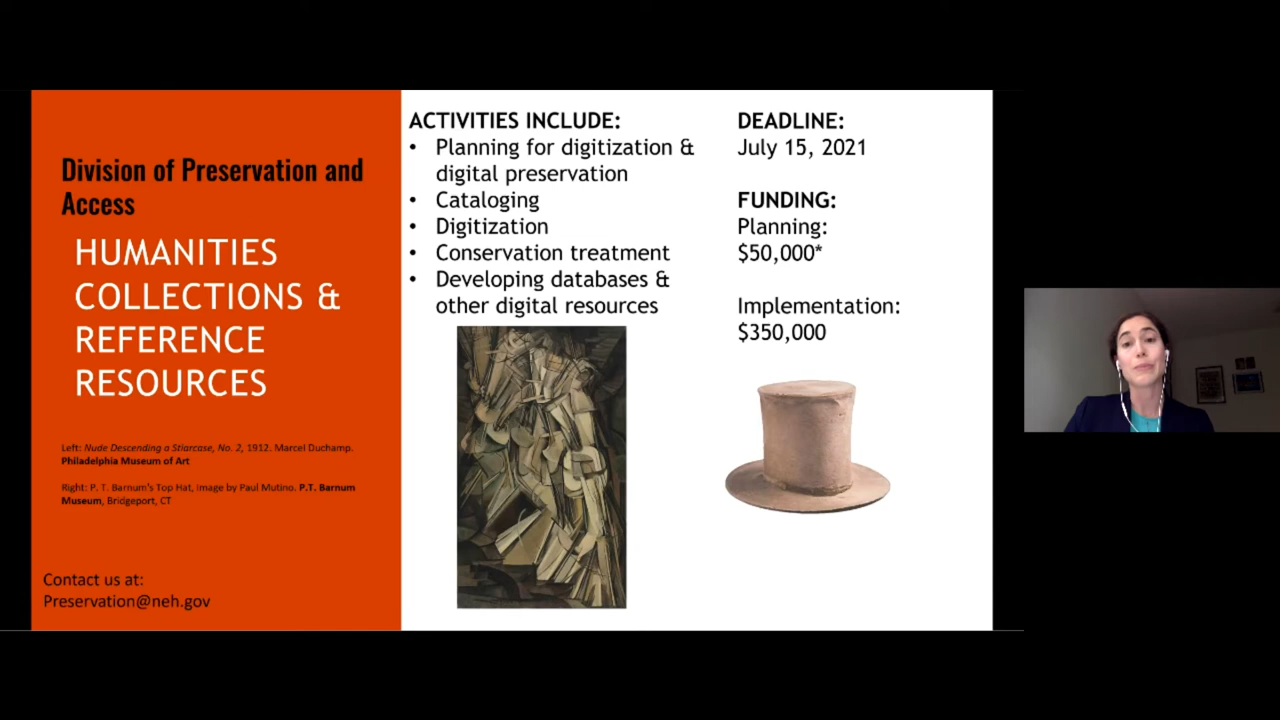 Division of Preservation and
Access
HUMANITIES
COLLECTIONS &
REFERENCE
RESOURCES
Left: Nude Descending a Stiarcase, No. 2, 1912. Marcel Duchamp.
Philadelphia Museum of Art
Right: P. T. Barnum's Top Hat, image by Paul Mutino. P.T. Barnum
Museum, Bridgeport, CT
Contact us at:
Preservation@neh.gov
ACTIVITIES INCLUDE:
• Planning for digitization &
digital preservation
• Cataloging
• Digitization
• Conservation treatment
• Developing databases &
other digital resources
DEADLINE:
July 15, 2021
FUNDING:
Planning:
$50,000*
Implementation:
$350,000